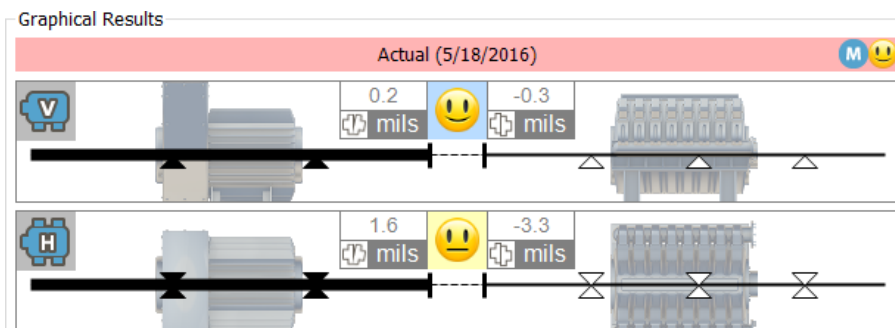 Graphical Results
Actual (5/18/2016)
M
V
0.2
-0.3
mils
mils
H
1.6
-3.3
mils
mils